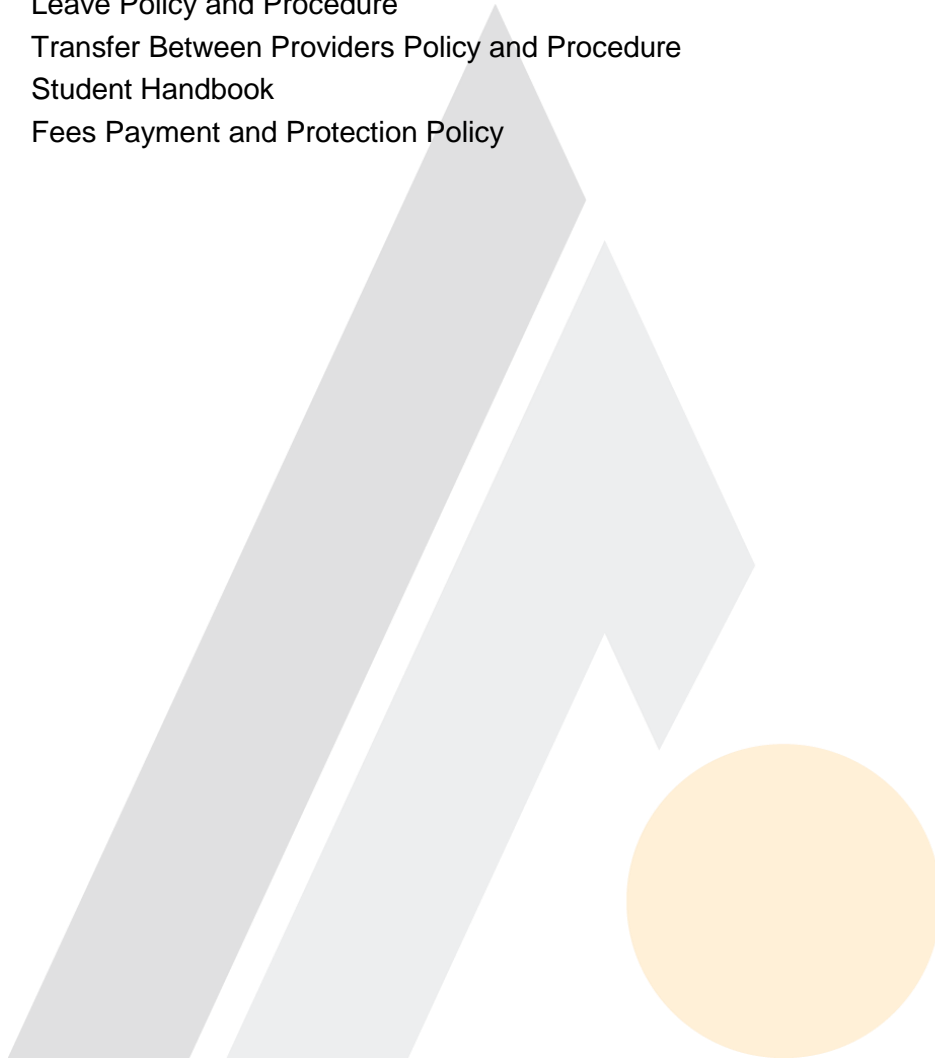 Leave Policy and Procedure
Transfer Between Providers Policy and Procedure
Student Handbook
Fees Payment and Protection Policy